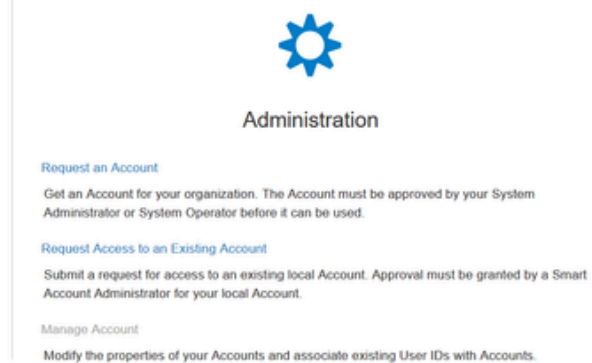 Administration
Request an Account
Get an Account for your organization. The Account must be approved by your System
Administrator or System Operator before it can be used.
Request Access to an Existing Account
Submit a request for access to an existing local Account. Approval must be granted by a Smart
Account Administrator for your local Account.
Manage Account
Modify the properties of your Accounts and associate existing User IDs with Accounts.